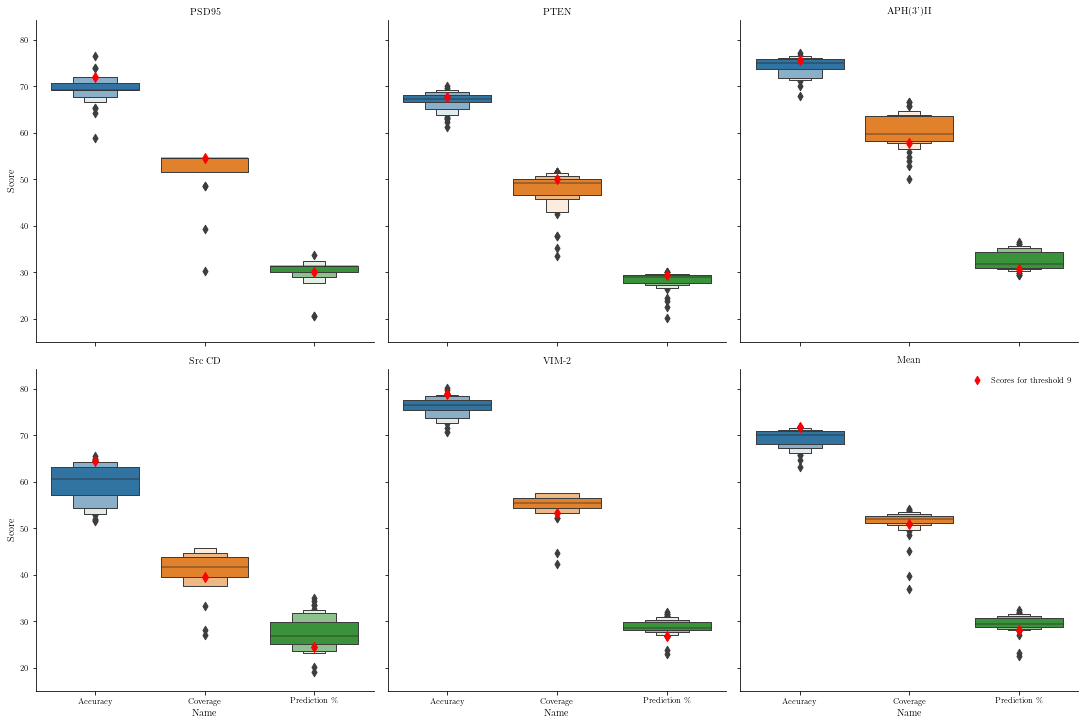 PSD95
PTEN
APH(3')II
80
70
60
50
40
30
20
Score
Src CD
VIM-2
Mean
Scores for threshold 9
80
70
60
50
40
30
20
Score
Accuracy
Coverage
Prediction %
Accuracy
Coverage
Prediction %
Accuracy
Coverage
Prediction %
Name
Name
Name